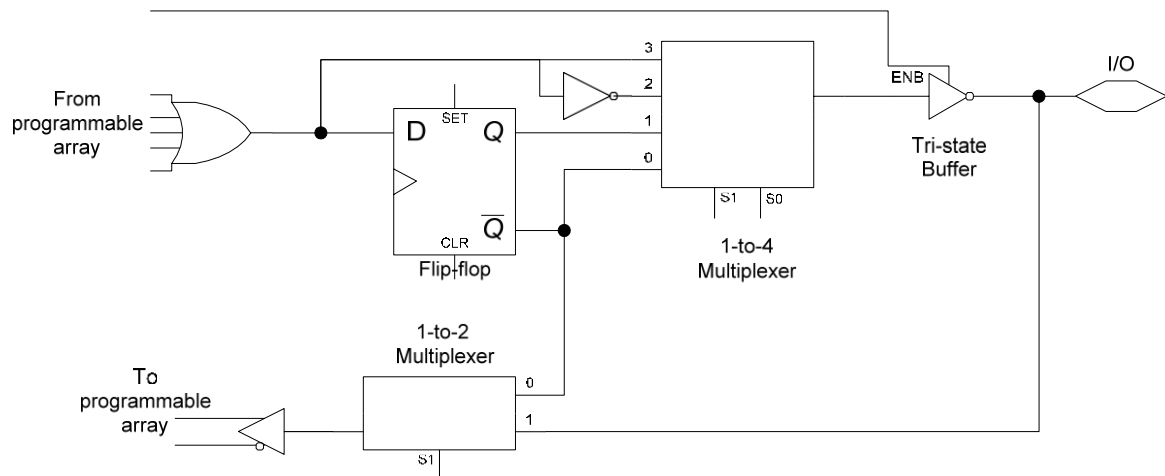 3
I/O
2
ENB
From
programmable
array
SET
D
Q
1
Tri-state
Buffer
0
S1
S0
Q
CLR
Flip-flop
1-to-4
Multiplexer
1-to-2
Multiplexer
0
To
programmable
array
1
S1